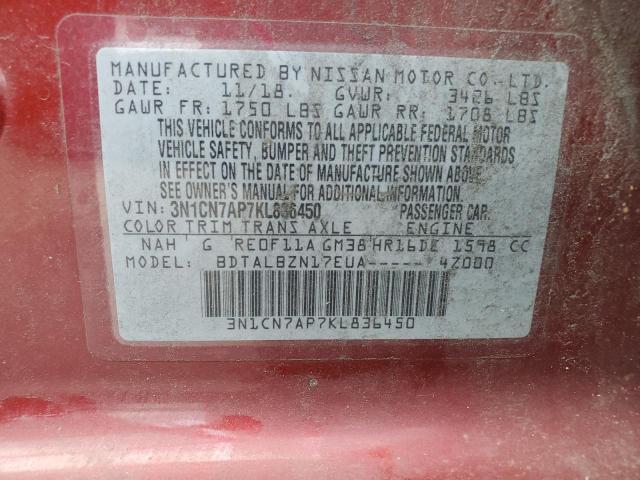 MANUFACTURED BY NISSAN MOTOR CO., LTD.
DATE: 11/18. GVWR: 3426 LBS
GAWR FR: 1750 LBS GAWR RR: 1708 LBS
THIS VEHICLE CONFORMS TO ALL APPLICABLE FEDERAL MOTOR
VEHICLE SAFETY, BUMPER AND THEFT PREVENTION STANDARDS
IN EFFECT ON THE DATE OF MANUFACTURE SHOWN ABOVE.
SEE OWNER'S MANUAL FOR ADDITIONAL INFORMATION.
VIN: 3N1CN7AP7KL836450 PASSENGER CAR.
COLOR TRIM TRANS AXLE ENGINE
NAH G RE0F11A GM38 HR16DE 1598 CC
MODEL: BDTALBZN17EUA----- 4Z000
3N1CN7AP7KL836450